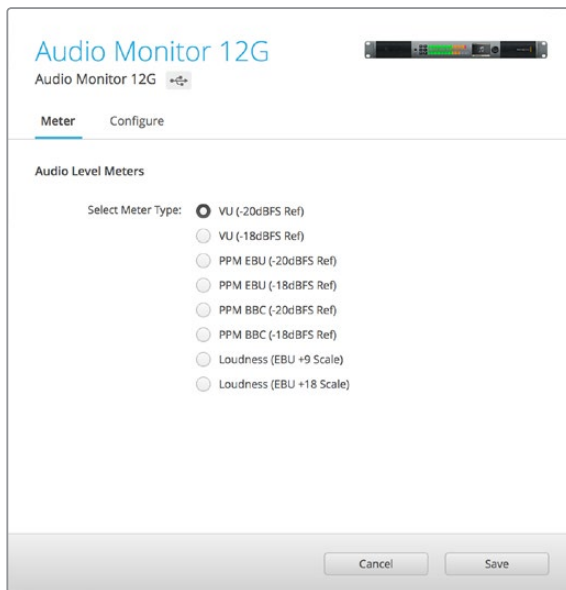 Audio Monitor 12G
Audio Monitor 12G
Meter Configure
Audio Level Meters
Select Meter Type: VU (-20dBFS Ref)
VU (-18dBFS Ref)
PPM EBU (-20dBFS Ref)
PPM EBU (-18dBFS Ref)
PPM BBC (-20dBFS Ref)
PPM BBC (-18dBFS Ref)
Loudness (EBU +9 Scale)
Loudness (EBU +18 Scale)
Cancel Save